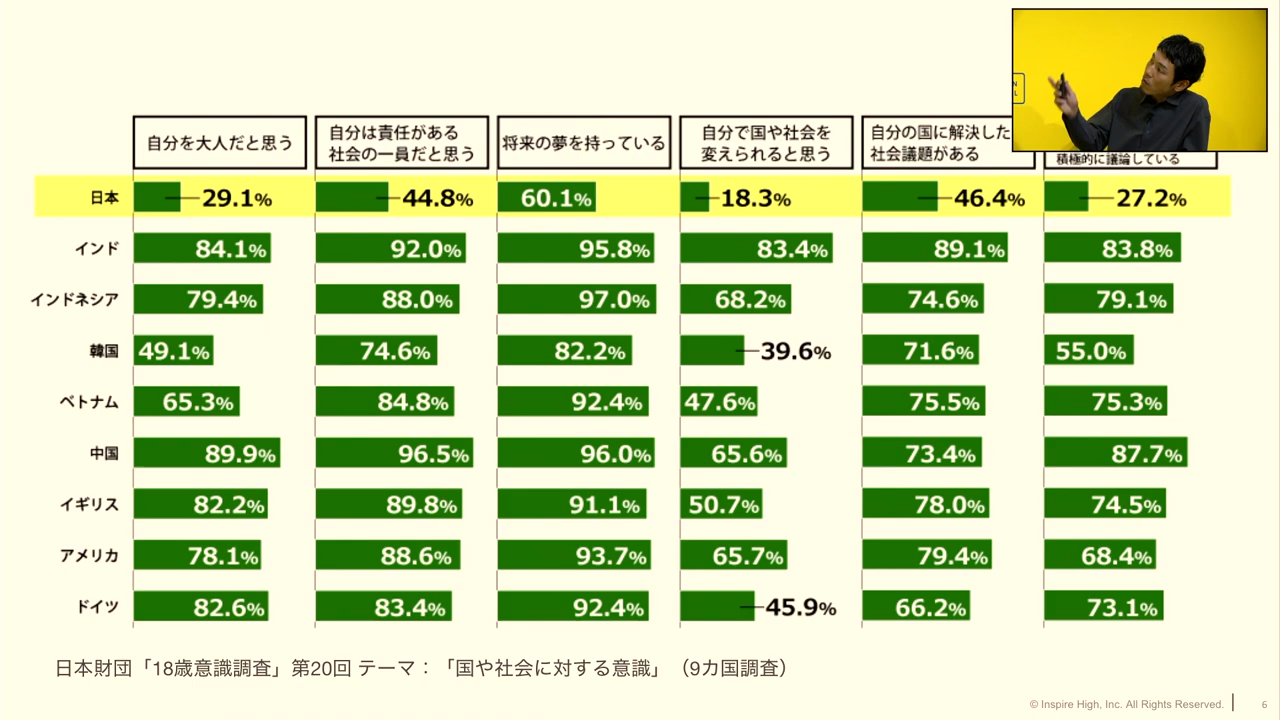 自分を大人だと思う
自分は責任がある
社会の一員だと思う
将来の夢を持っている
自分で国や社会を
変えられると思う
自分の国に解決した
社会議題がある
積極的に議論している
日本 29.1% 44.8% 60.1% 18.3% 46.4% 27.2%
インド 84.1% 92.0% 95.8% 83.4% 89.1% 83.8%
インドネシア 79.4% 88.0% 97.0% 68.2% 74.6% 79.1%
韓国 49.1% 74.6% 82.2% 39.6% 71.6% 55.0%
ベトナム 65.3% 84.8% 92.4% 47.6% 75.5% 75.3%
中国 89.9% 96.5% 96.0% 65.6% 73.4% 87.7%
イギリス 82.2% 89.8% 91.1% 50.7% 78.0% 74.5%
アメリカ 78.1% 88.6% 93.7% 65.7% 79.4% 68.4%
ドイツ 82.6% 83.4% 92.4% 45.9% 66.2% 73.1%
日本財団「18歳意識調査」第20回 テーマ：「国や社会に対する意識」（9カ国調査）
© Inspire High, Inc. All Rights Reserved. 6